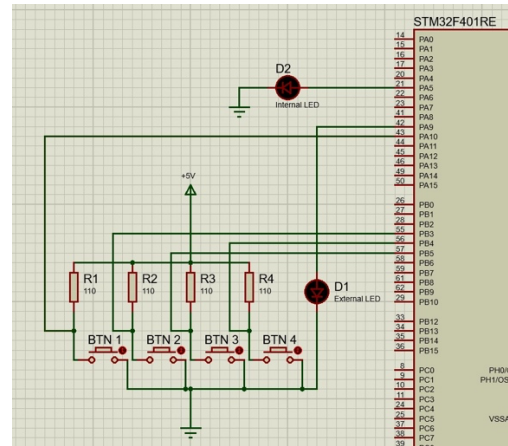 STM32F401RE
14 PA0
15 PA1
16 PA2
17 PA3
20 PA4
21 PA5
22 PA6
23 PA7
41 PA8
42 PA9
43 PA10
44 PA11
45 PA12
46 PA13
49 PA14
50 PA15
D2
Internal LED
+5V
26 PB0
27 PB1
28 PB2
55 PB3
56 PB4
57 PB5
58 PB6
59 PB7
61 PB8
62 PB9
29 PB10
R1
110
R2
110
R3
110
R4
110
D1
External LED
33 PB12
34 PB13
35 PB14
36 PB15
BTN 1
BTN 2
BTN 3
BTN 4
8 PC0
9 PC1
10 PC2
11 PC3
24 PC4
25 PC5
37 PC6
38 PC7
PH0/
PH1/OS
VSSA